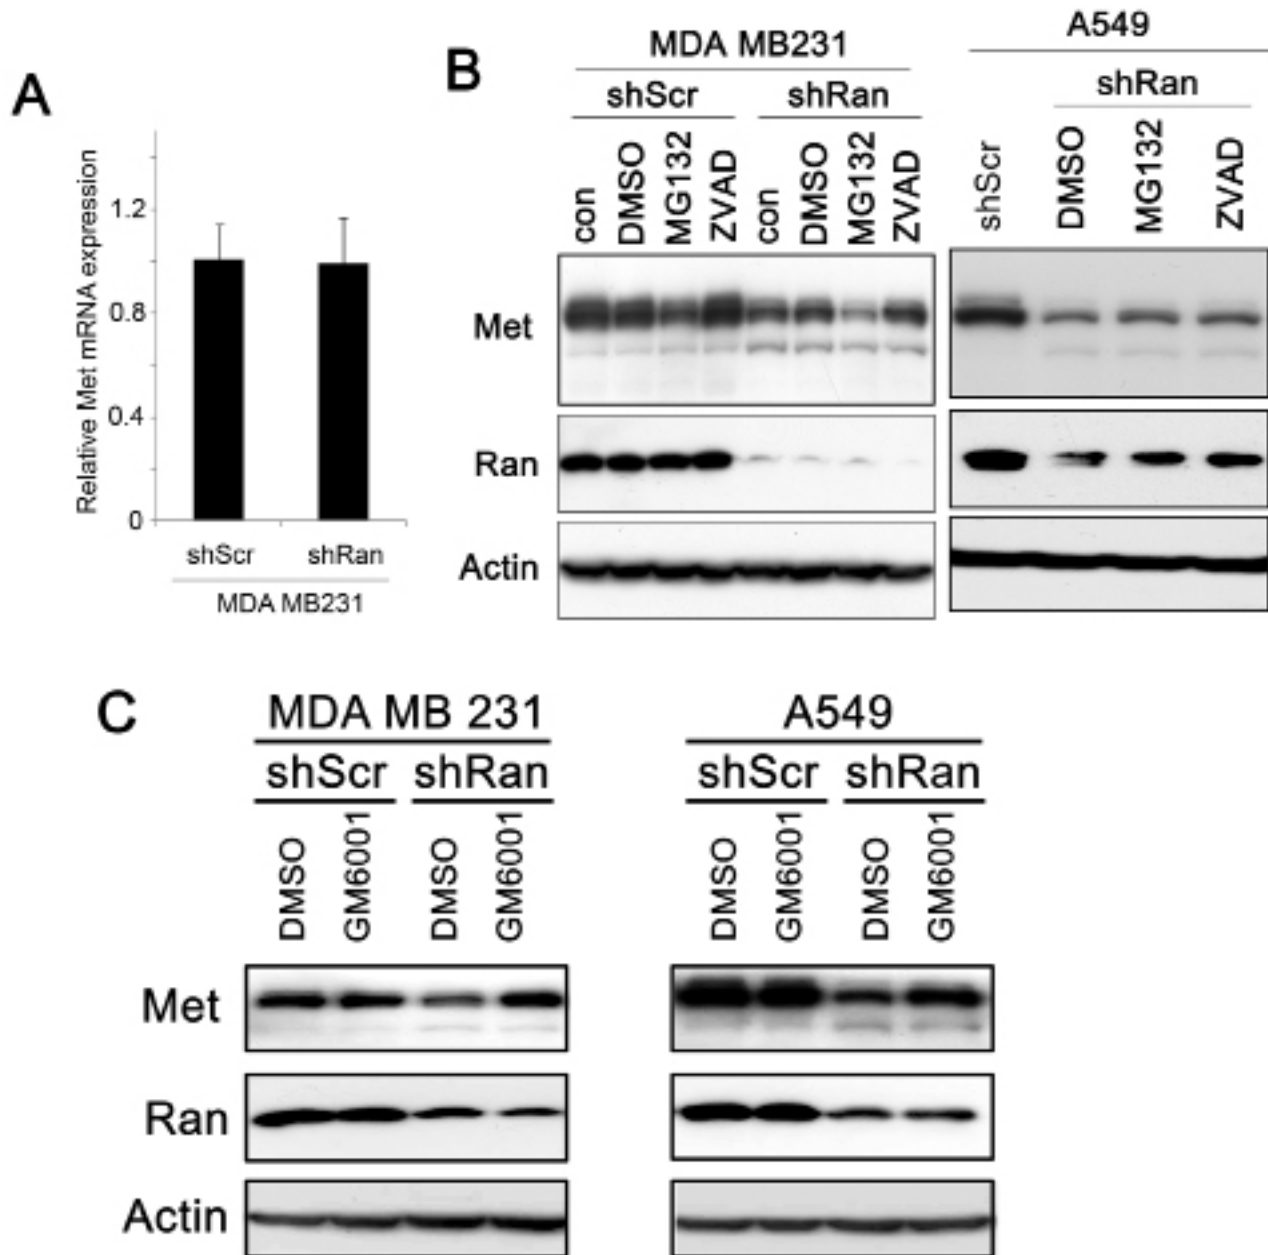 A
Relative Met mRNA expression
1.2
0.8
0.4
0
shScr shRan
MDA MB231
B
MDA MB231 A549
shScr shRan shRan
con DMSO MG132 ZVAD con DMSO MG132 ZVAD shScr DMSO MG132 ZVAD
Met
Ran
Actin
C
MDA MB 231 A549
shScr shRan shScr shRan
DMSO GM6001 DMSO GM6001 DMSO GM6001 DMSO GM6001
Met
Ran
Actin